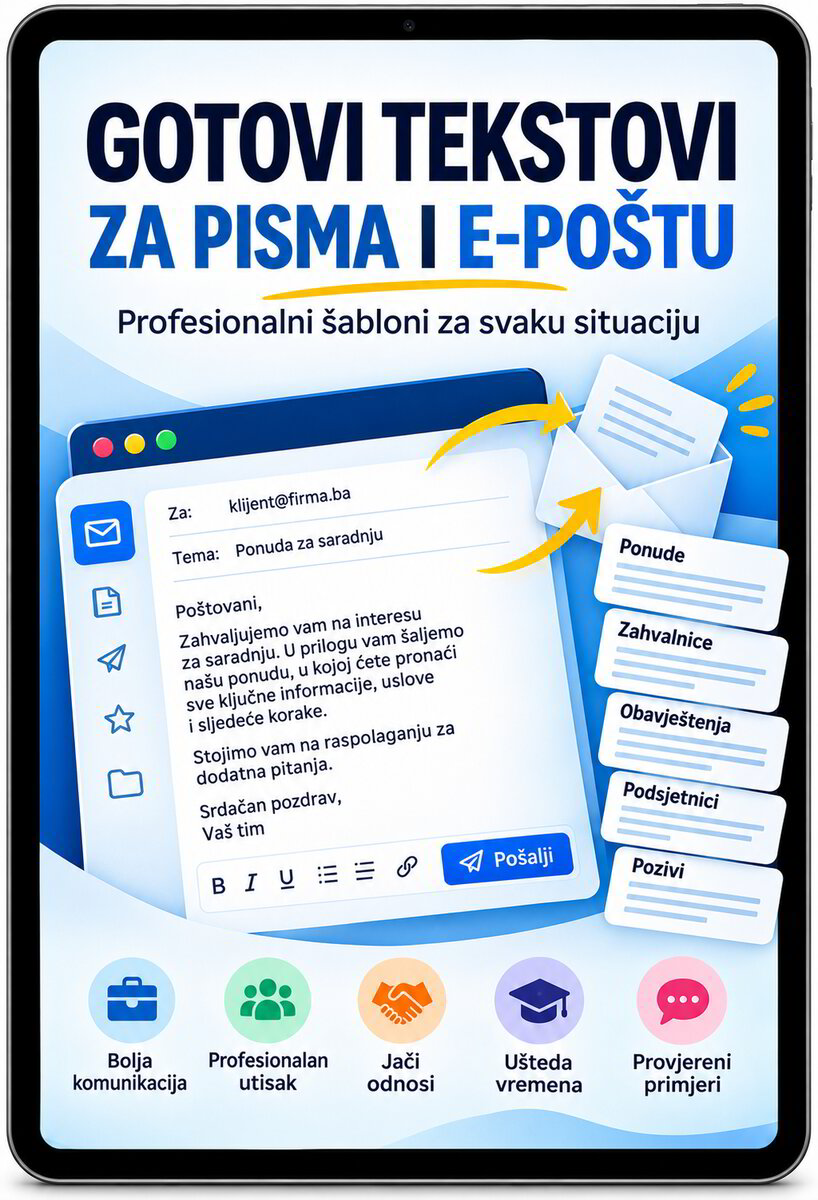 GOTOVI TEKSTOVI
ZA PISMA I E-POŠTU
Profesionalni šabloni za svaku situaciju
Za: klijent@firma.ba
Tema: Ponuda za saradnju
Poštovani,
Zahvaljujemo vam na interesu
za saradnju. U prilogu vam šaljemo
našu ponudu, u kojoj ćete pronaći
sve ključne informacije, uslove
i sljedeće korake.
Stojimo vam na raspolaganju za
dodatna pitanja.
Srdačan pozdrav,
Vaš tim
B I U
Pošalji
Ponude
Zahvalnice
Obavještenja
Podsjetnici
Pozivi
Bolja
komunikacija
Profesionalan
utisak
Jači
odnosi
Ušteda
vremena
Provjereni
primjeri